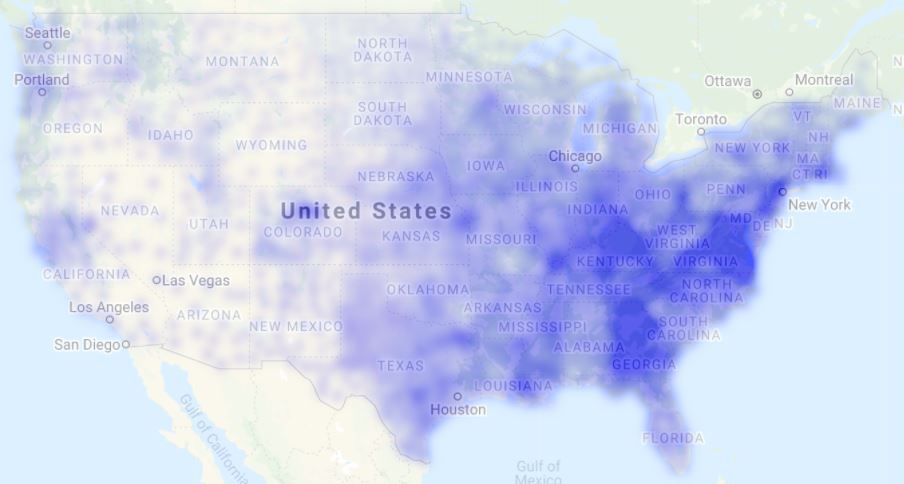 Seattle
WASHINGTON
Portland
MONTANA
NORTH
DAKOTA
MINNESOTA
Ottawa
Montreal
MAINE
N
OREGON
IDAHO
WYOMING
SOUTH
DAKOTA
WISCONSIN
MICHIGAN
Toronto
VT
NH
NEW YORK
MA
CT RI
N
Chicago
IOWA
NEBRASKA
ILLINOIS
OHIO
PENN
New York
NEVADA
UTAH
United States
COLORADO
KANSAS
MISSOURI
INDIANA
WEST
VIRGINIA
MD
DE
NJ
KENTUCKY
VIRGINIA
CALIFORNIA
Las Vegas
OKLAHOMA
TENNESSEE
NORTH
CAROLINA
Los Angeles
ARIZONA
NEW MEXICO
ARKANSAS
MISSISSIPPI
SOUTH
CAROLINA
San Diego
TEXAS
ALABAMA
GEORGIA
LOUISIANA
Houston
Gulf of
California
FLORIDA
Gulf of
Mexico